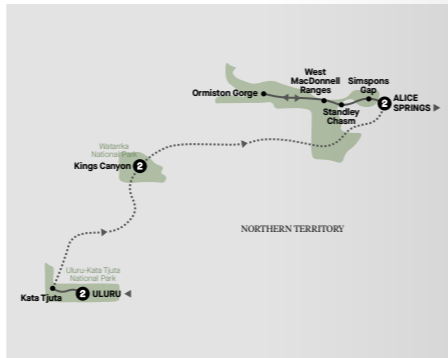 West
MacDonnell
Ranges
Simspons
Gap
Ormiston Gorge
2
ALICE
SPRINGS
Standley
Chasm
Watarrka
National Park
Kings Canyon
2
NORTHERN TERRITORY
Uluru-Kata Tjuta
National Park
Kata Tjuta
2
ULURU